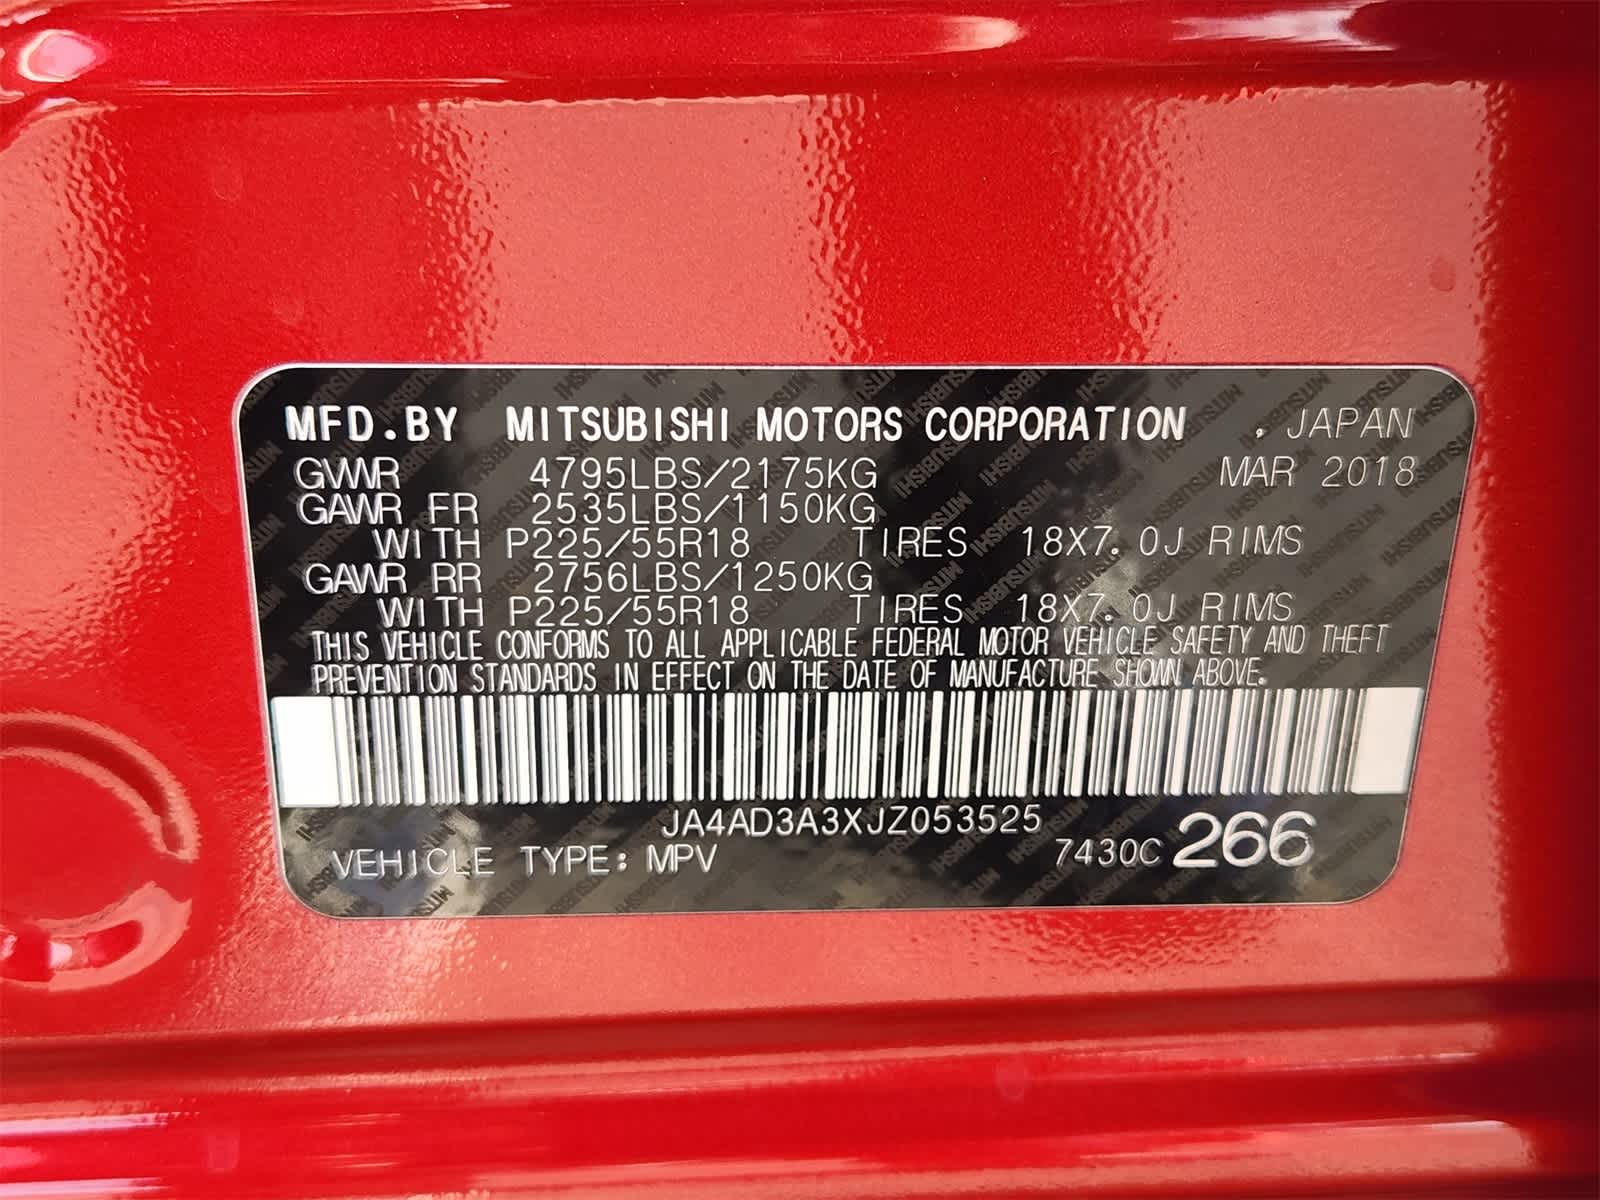 MFD.BY MITSUBISHI MOTORS CORPORATION . JAPAN
GVWR 4795LBS/2175KG MAR 2018
GAWR FR 2535LBS/1150KG
WITH P225/55R18 TIRES 18X7.0J RIMS
GAWR RR 2756LBS/1250KG
WITH P225/55R18 TIRES 18X7.0J RIMS
THIS VEHICLE CONFORMS TO ALL APPLICABLE FEDERAL MOTOR VEHICLE SAFETY AND THEFT
PREVENTION STANDARDS IN EFFECT ON THE DATE OF MANUFACTURE SHOWN ABOVE.
JA4AD3A3XJZ053525
VEHICLE TYPE: MPV 7430C 266